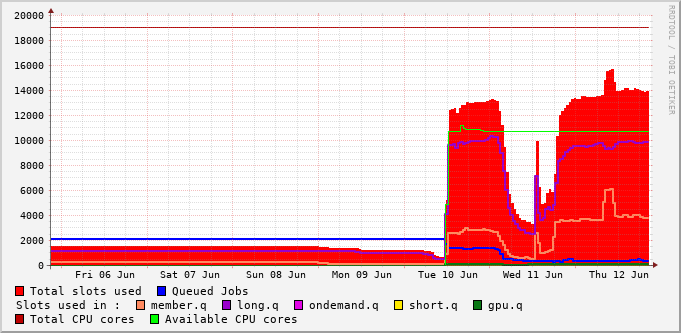 20000
18000
16000
14000
12000
10000
8000
6000
4000
2000
0
Fri 06 Jun Sat 07 Jun Sun 08 Jun Mon 09 Jun Tue 10 Jun Wed 11 Jun Thu 12 Jun
Total slots used Queued Jobs
Slots used in : member.q long.q ondemand.q short.q gpu.q
Total CPU cores Available CPU cores
RRDTOOL / TOBI OETIKER